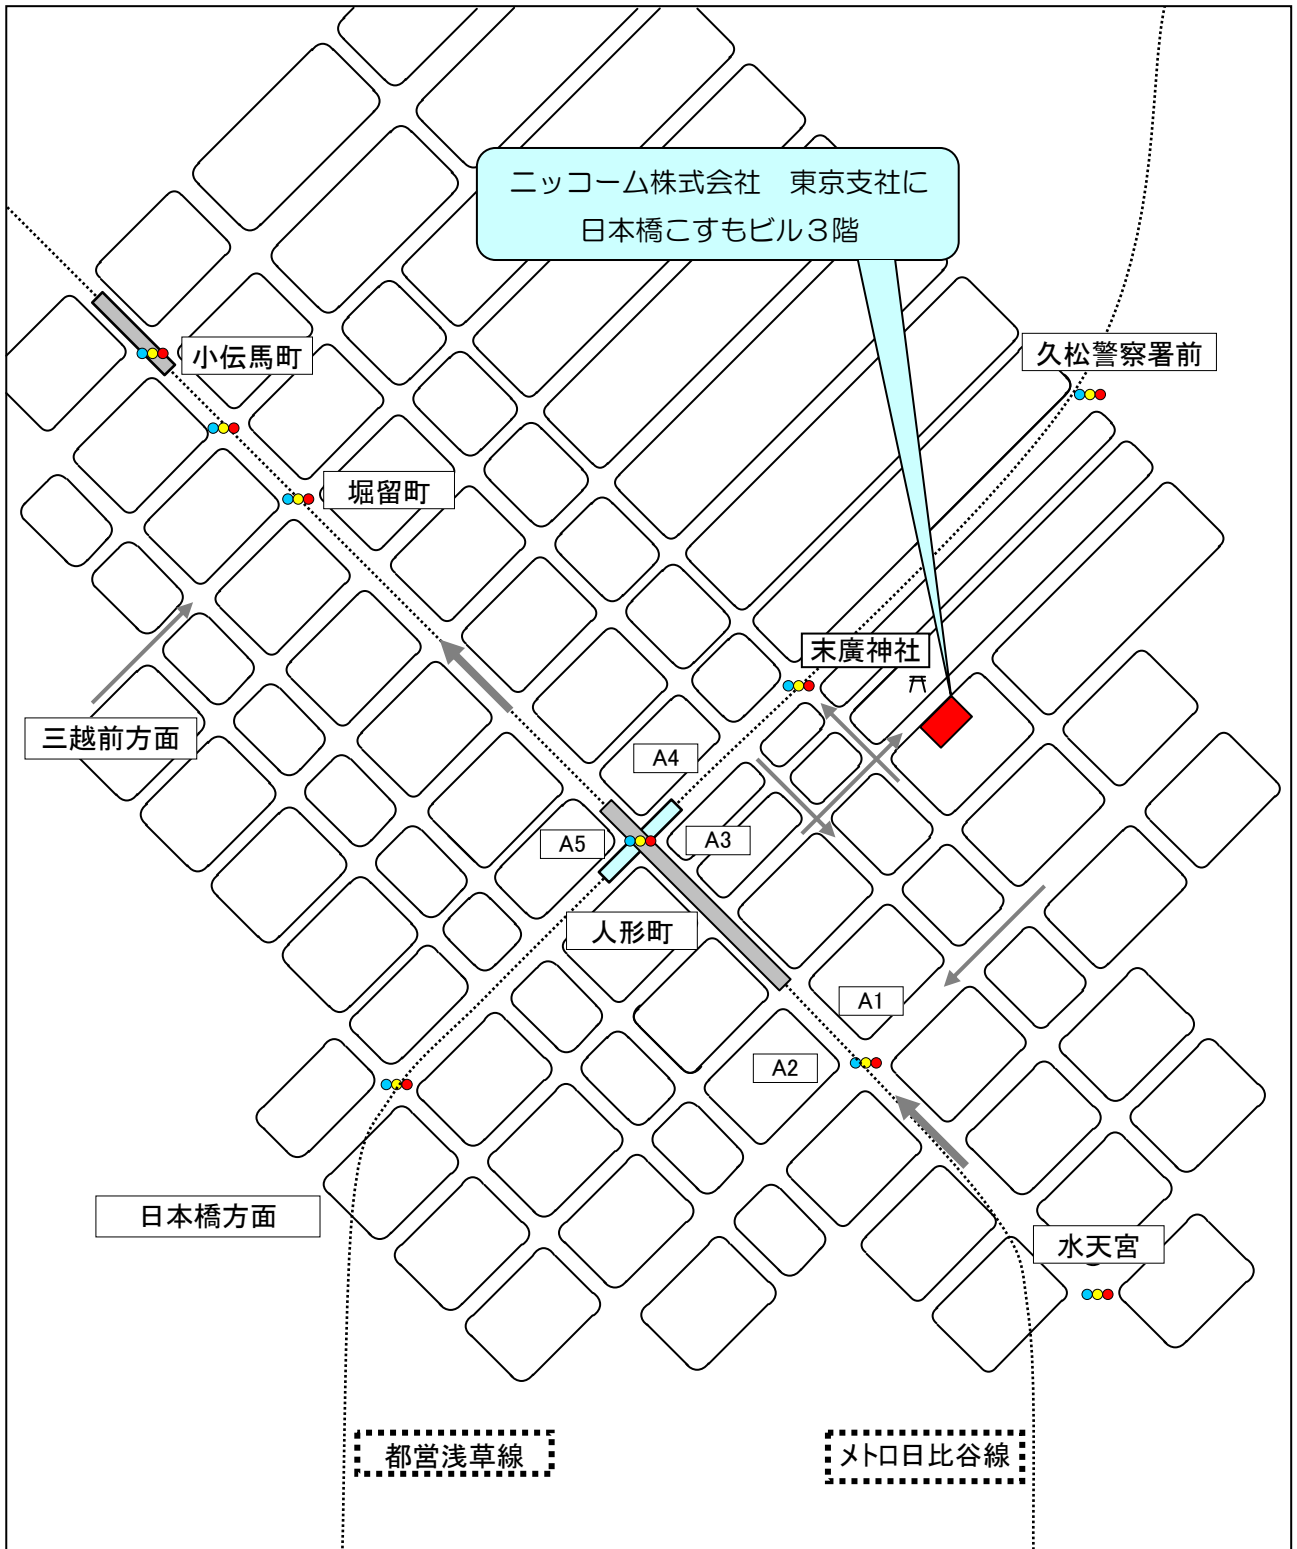 ニッコーム株式会社　東京支社に
日本橋こすもビル３階
久松警察署前
小伝馬町
堀留町
末廣神社
三越前方面
A4
A5
A3
人形町
A1
A2
日本橋方面
水天宮
都営浅草線
メトロ日比谷線